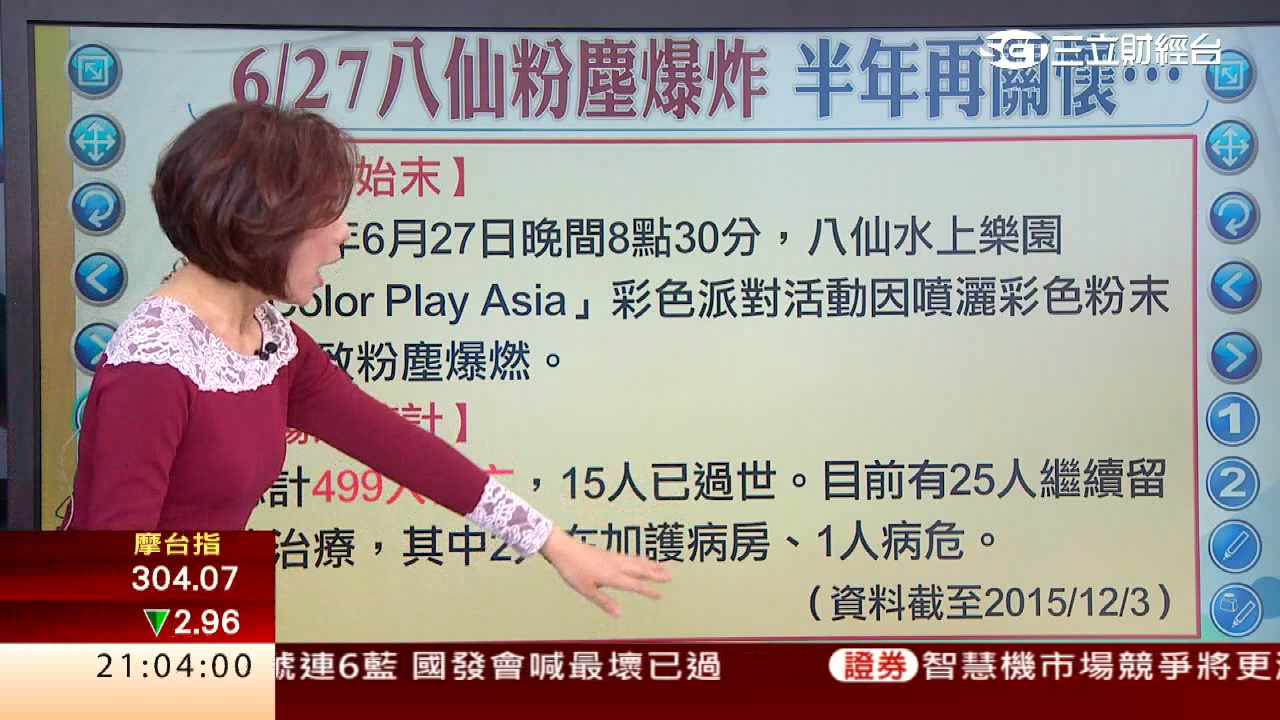 SET 三立財經台
6/27八仙粉塵爆炸 半年再關懷…
始末】
年6月27日晚間8點30分，八仙水上樂園
Color Play Asia」彩色派對活動因噴灑彩色粉末
致粉塵爆燃。
計】
計499人，15人已過世。目前有25人繼續留
治療，其中2人在加護病房、1人病危。
（資料截至2015/12/3）
1
2
摩台指
304.07
▼2.96
21:04:00
號連6藍 國發會喊最壞已過
證券 智慧機市場競爭將更